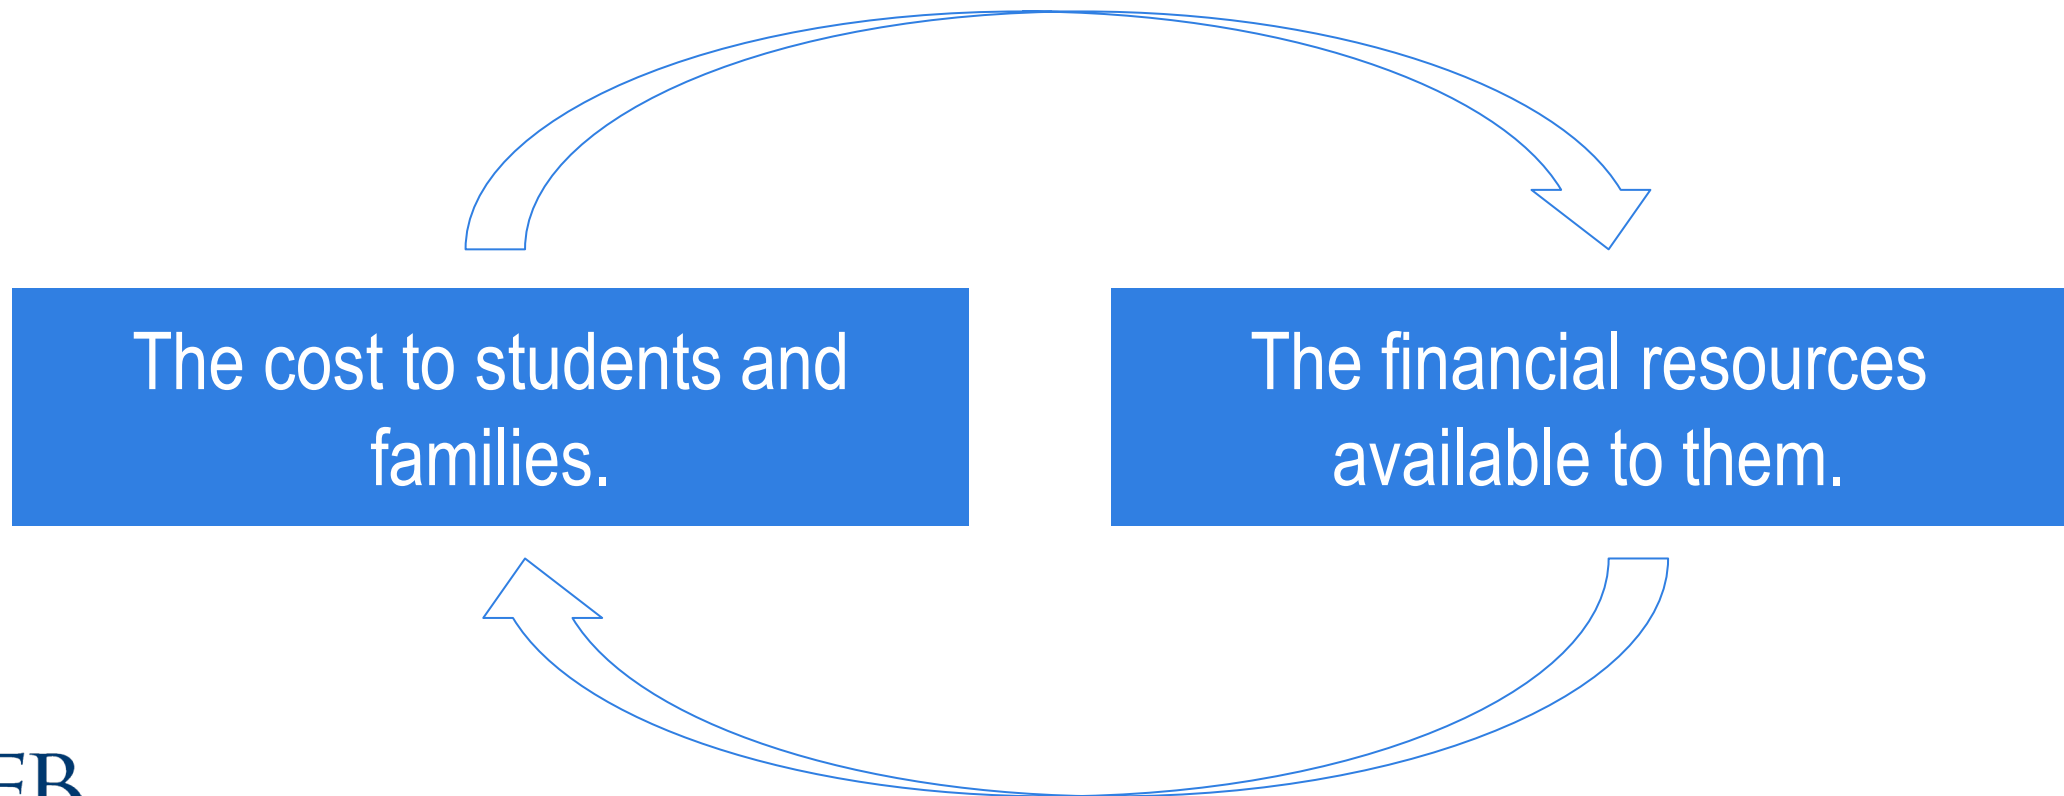 The cost to students and
families.
The financial resources
available to them.